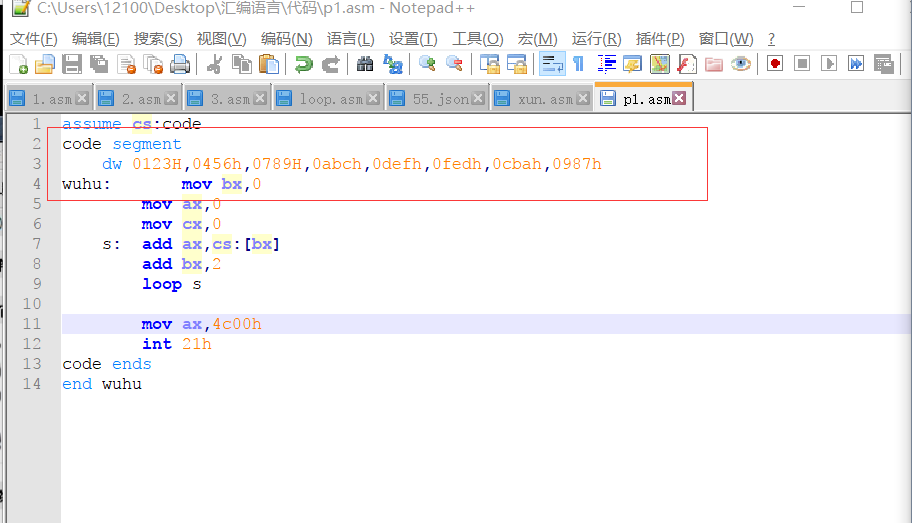 C:\Users\12100\Desktop\汇编语言\代码\p1.asm - Notepad++
文件(F) 编辑(E) 搜索(S) 视图(V) 编码(N) 语言(L) 设置(T) 工具(O) 宏(M) 运行(R) 插件(P) 窗口(W) ?
1.asm 2.asm 3.asm loop.asm 55.json xun.asm p1.asm
1 assume cs:code
2 code segment
3 dw 0123H,0456h,0789H,0abch,0defh,0fedh,0cbah,0987h
4 wuhu: mov bx,0
5 mov ax,0
6 mov cx,0
7 s: add ax,cs:[bx]
8 add bx,2
9 loop s
10
11 mov ax,4c00h
12 int 21h
13 code ends
14 end wuhu